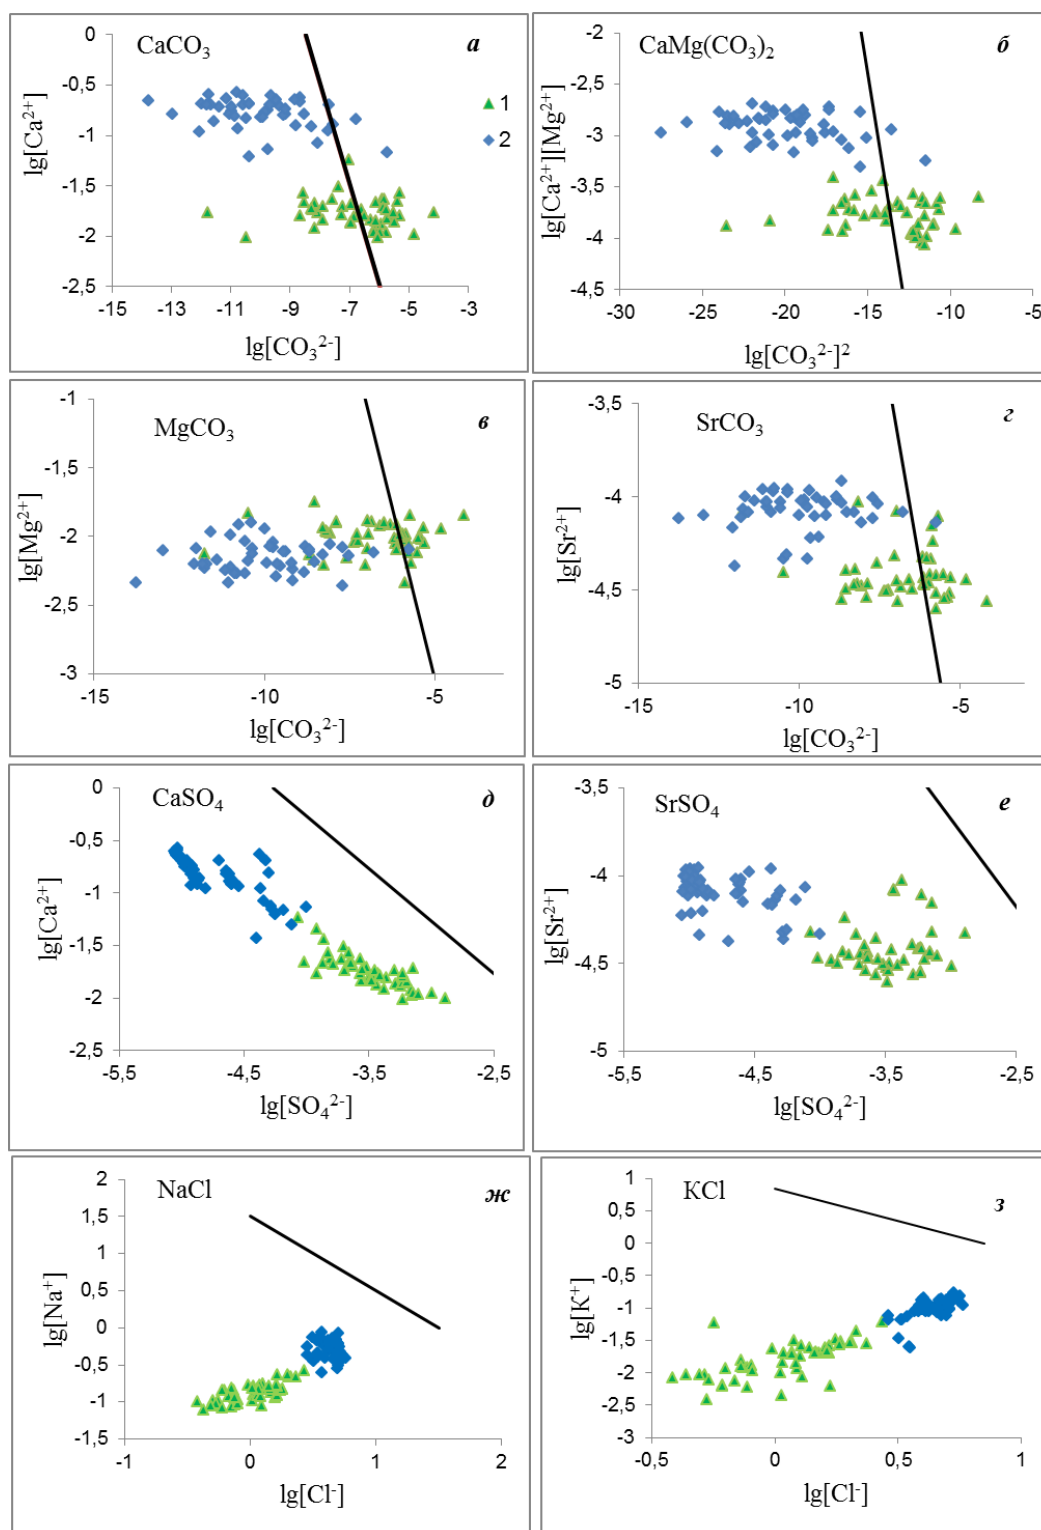 CaCO₃
а
lg[Ca²⁺]
0
-0,5
-1
-1,5
-2
-2,5
-15
-13
-11
-9
-7
-5
-3
lg[CO₃²⁻]
1
2
CaMg(CO₃)₂
б
lg[Ca²⁺][Mg²⁺]
-2
-2,5
-3
-3,5
-4
-4,5
-30
-25
-20
-15
-10
-5
lg[CO₃²⁻]²
MgCO₃
в
lg[Mg²⁺]
-1
-1,5
-2
-2,5
-3
-15
-10
-5
lg[CO₃²⁻]
SrCO₃
г
lg[Sr²⁺]
-3,5
-4
-4,5
-5
-15
-10
-5
lg[CO₃²⁻]
CaSO₄
д
lg[Ca²⁺]
0
-0,5
-1
-1,5
-2
-2,5
-5,5
-4,5
-3,5
-2,5
lg[SO₄²⁻]
SrSO₄
е
lg[Sr²⁺]
-3,5
-4
-4,5
-5
-5,5
-4,5
-3,5
-2,5
lg[SO₄²⁻]
NaCl
ж
lg[Na⁺]
2
1,5
1
0,5
0
-0,5
-1
-1,5
-1
0
1
2
lg[Cl⁻]
КCl
з
lg[К⁺]
1
0,5
0
-0,5
-1
-1,5
-2
-2,5
-3
-0,5
0
0,5
1
lg[Cl⁻]